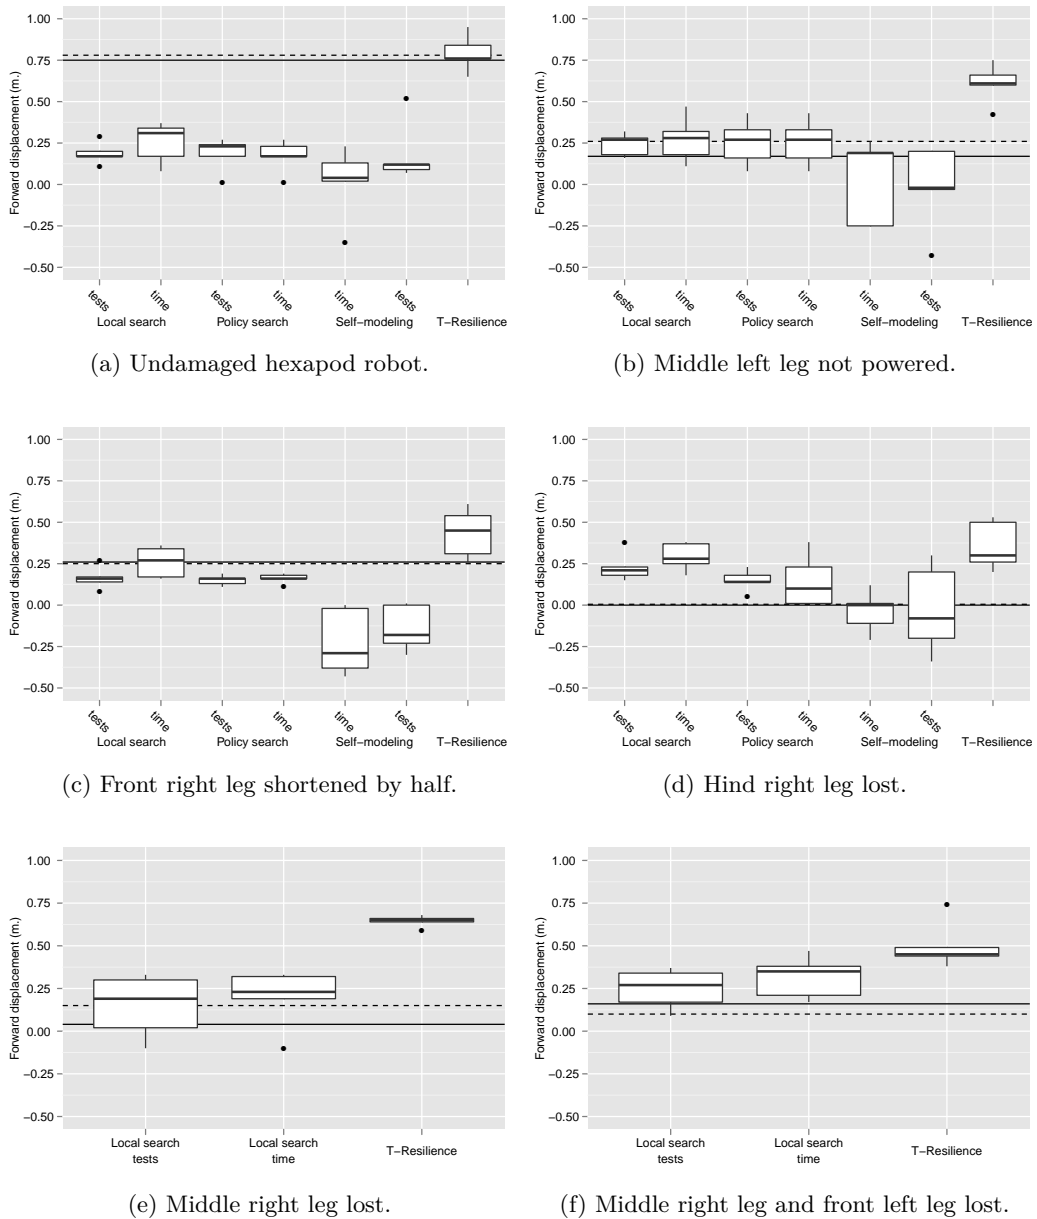 Forward displacement (m.)
1.00
0.75
0.50
0.25
0.00
−0.25
−0.50
tests time tests time time tests
Local search Policy search Self−modeling T−Resilience
(a) Undamaged hexapod robot.
Forward displacement (m.)
1.00
0.75
0.50
0.25
0.00
−0.25
−0.50
tests time tests time time tests
Local search Policy search Self−modeling T−Resilience
(b) Middle left leg not powered.
Forward displacement (m.)
1.00
0.75
0.50
0.25
0.00
−0.25
−0.50
tests time tests time time tests
Local search Policy search Self−modeling T−Resilience
(c) Front right leg shortened by half.
Forward displacement (m.)
1.00
0.75
0.50
0.25
0.00
−0.25
−0.50
tests time tests time time tests
Local search Policy search Self−modeling T−Resilience
(d) Hind right leg lost.
Forward displacement (m.)
1.00
0.75
0.50
0.25
0.00
−0.25
−0.50
Local search Local search T−Resilience
tests time
(e) Middle right leg lost.
Forward displacement (m.)
1.00
0.75
0.50
0.25
0.00
−0.25
−0.50
Local search Local search T−Resilience
tests time
(f) Middle right leg and front left leg lost.